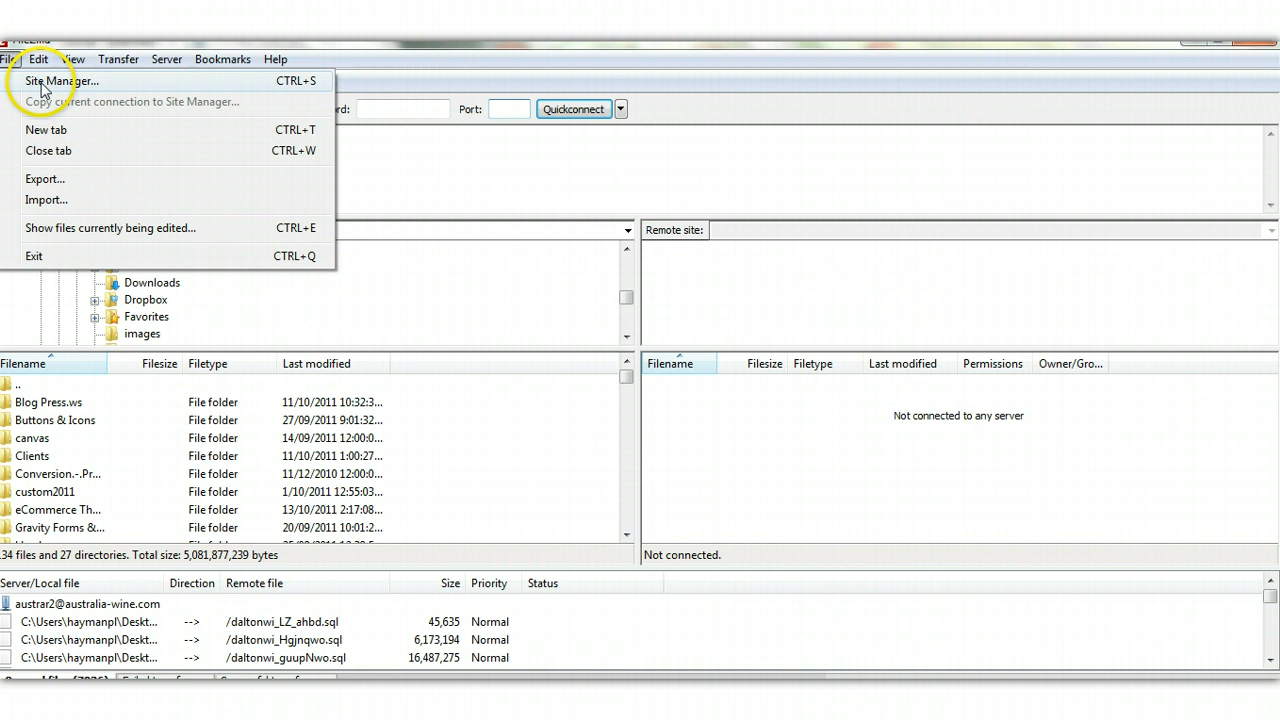 File Edit View Transfer Server Bookmarks Help
Site Manager... CTRL+S
Copy current connection to Site Manager...
rd: Port: Quickconnect
New tab CTRL+T
Close tab CTRL+W
Export...
Import...
Show files currently being edited... CTRL+E
Remote site:
Exit CTRL+Q
Downloads
Dropbox
Favorites
images
Filename Filesize Filetype Last modified
Filename Filesize Filetype Last modified Permissions Owner/Gro...
..
Blog Press.ws File folder 11/10/2011 10:32:3...
Not connected to any server
Buttons & Icons File folder 27/09/2011 9:01:32...
canvas File folder 14/09/2011 12:00:0...
Clients File folder 11/10/2011 1:00:27...
Conversion.-.Pr... File folder 11/12/2010 12:00:0...
custom2011 File folder 1/10/2011 12:55:03...
eCommerce Th... File folder 13/10/2011 2:17:08...
Gravity Forms &... File folder 20/09/2011 10:01:2...
34 files and 27 directories. Total size: 5,081,877,239 bytes
Not connected.
Server/Local file Direction Remote file Size Priority Status
austrar2@australia-wine.com
C:\Users\haymanpl\Deskt... --> /daltonwi_LZ_ahbd.sql 45,635 Normal
C:\Users\haymanpl\Deskt... --> /daltonwi_Hgjnqwo.sql 6,173,194 Normal
C:\Users\haymanpl\Deskt... --> /daltonwi_guupNwo.sql 16,487,275 Normal